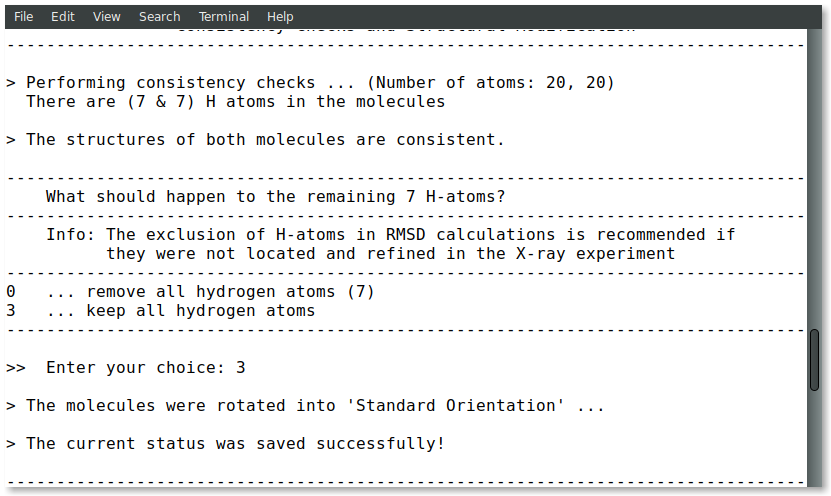 File Edit View Search Terminal Help
--------------------------------------------------------------------------------
> Performing consistency checks ... (Number of atoms: 20, 20)
  There are (7 & 7) H atoms in the molecules
> The structures of both molecules are consistent.
--------------------------------------------------------------------------------
    What should happen to the remaining 7 H-atoms?
--------------------------------------------------------------------------------
    Info: The exclusion of H-atoms in RMSD calculations is recommended if
          they were not located and refined in the X-ray experiment
--------------------------------------------------------------------------------
0   ... remove all hydrogen atoms (7)
3   ... keep all hydrogen atoms
--------------------------------------------------------------------------------
>>  Enter your choice: 3
> The molecules were rotated into 'Standard Orientation' ...
> The current status was saved successfully!
--------------------------------------------------------------------------------